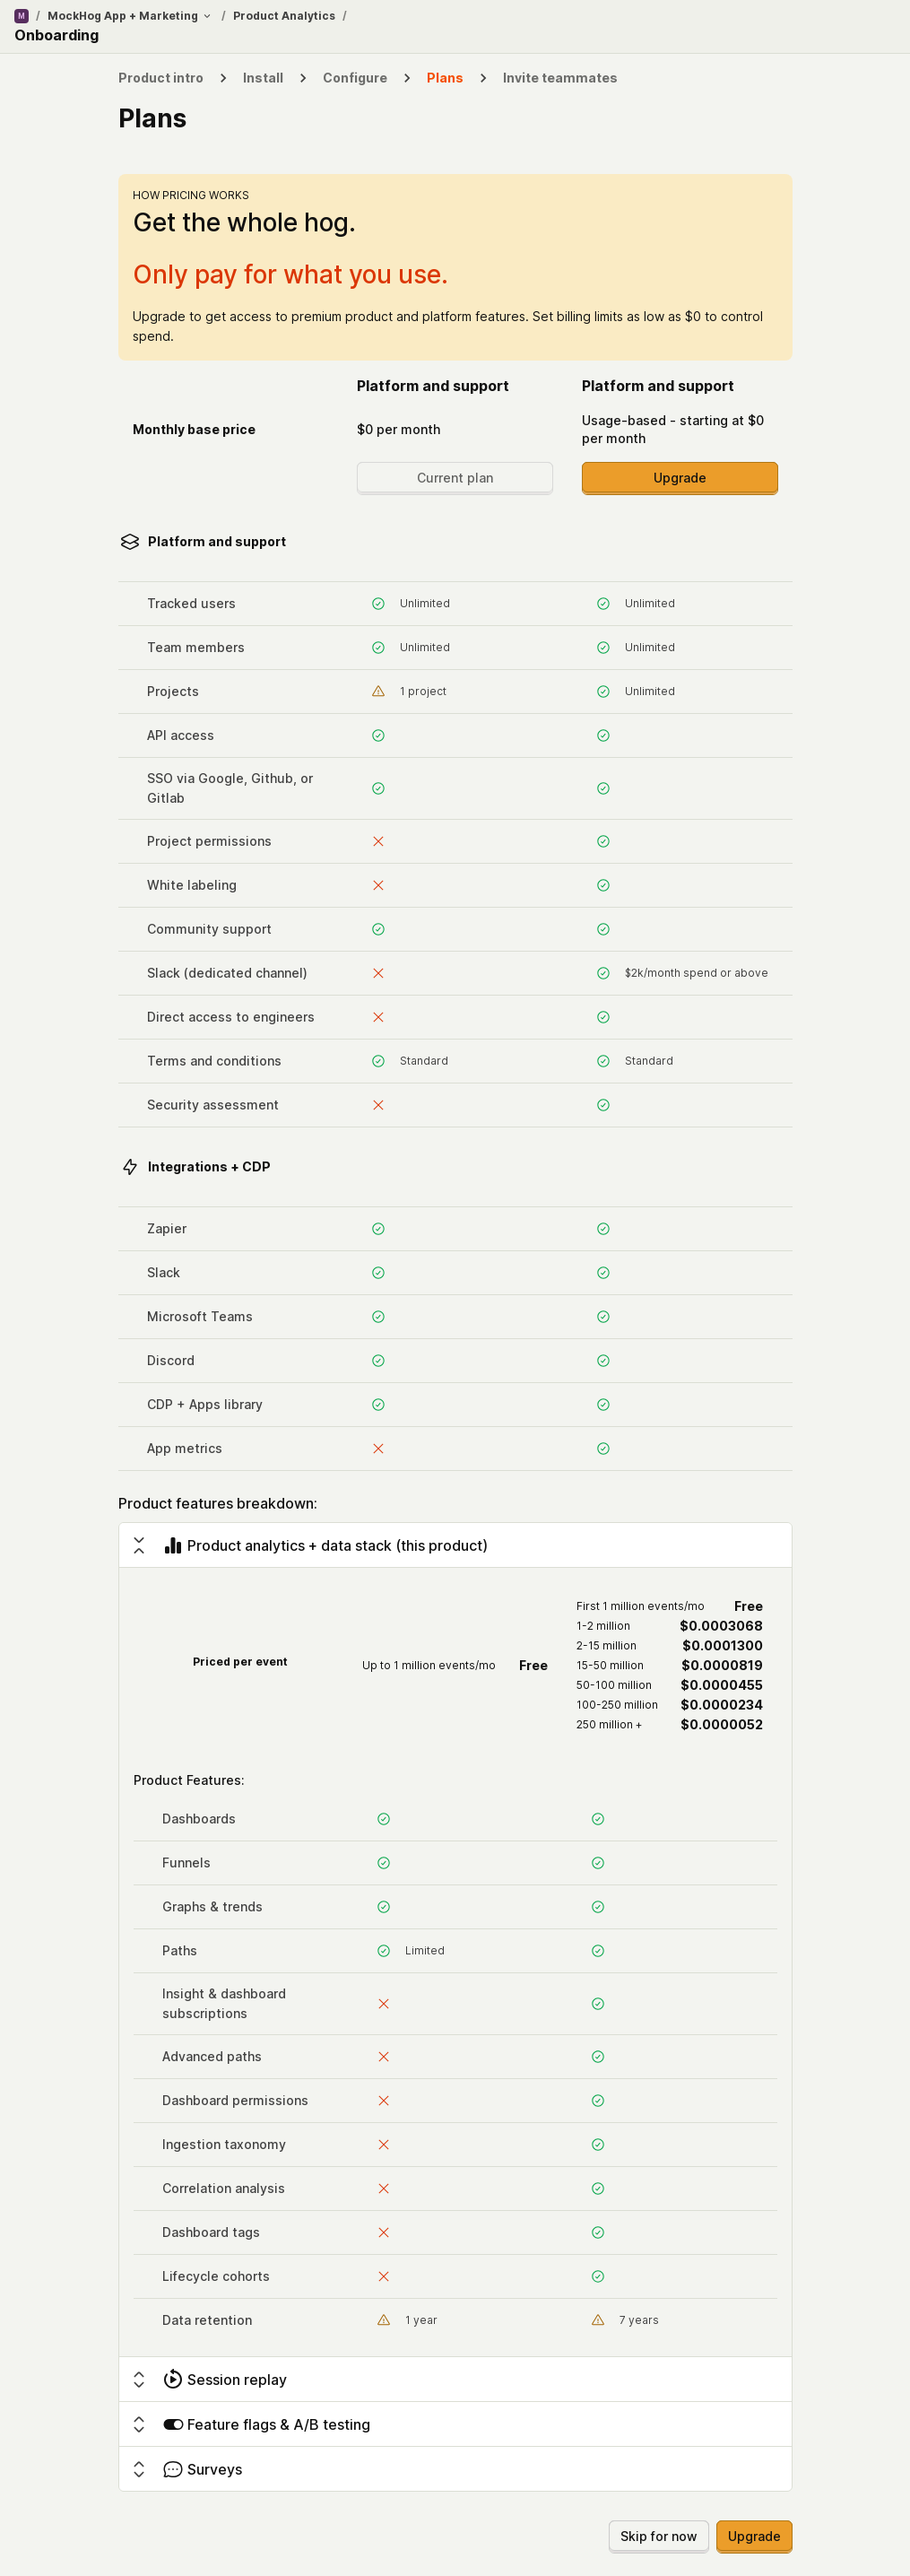 M / MockHog App + Marketing / Product Analytics /
Onboarding
Product intro Install Configure Plans Invite teammates
Plans
HOW PRICING WORKS
Get the whole hog.
Only pay for what you use.
Upgrade to get access to premium product and platform features. Set billing limits as low as $0 to control
spend.
Platform and support Platform and support
Monthly base price $0 per month Usage-based - starting at $0
per month
Current plan Upgrade
Platform and support
Tracked users Unlimited Unlimited
Team members Unlimited Unlimited
Projects 1 project Unlimited
API access
SSO via Google, Github, or
Gitlab
Project permissions
White labeling
Community support
Slack (dedicated channel) $2k/month spend or above
Direct access to engineers
Terms and conditions Standard Standard
Security assessment
Integrations + CDP
Zapier
Slack
Microsoft Teams
Discord
CDP + Apps library
App metrics
Product features breakdown:
Product analytics + data stack (this product)
Priced per event Up to 1 million events/mo Free
First 1 million events/mo Free
1-2 million $0.0003068
2-15 million $0.0001300
15-50 million $0.0000819
50-100 million $0.0000455
100-250 million $0.0000234
250 million + $0.0000052
Product Features:
Dashboards
Funnels
Graphs & trends
Paths Limited
Insight & dashboard
subscriptions
Advanced paths
Dashboard permissions
Ingestion taxonomy
Correlation analysis
Dashboard tags
Lifecycle cohorts
Data retention 1 year 7 years
Session replay
Feature flags & A/B testing
Surveys
Skip for now Upgrade